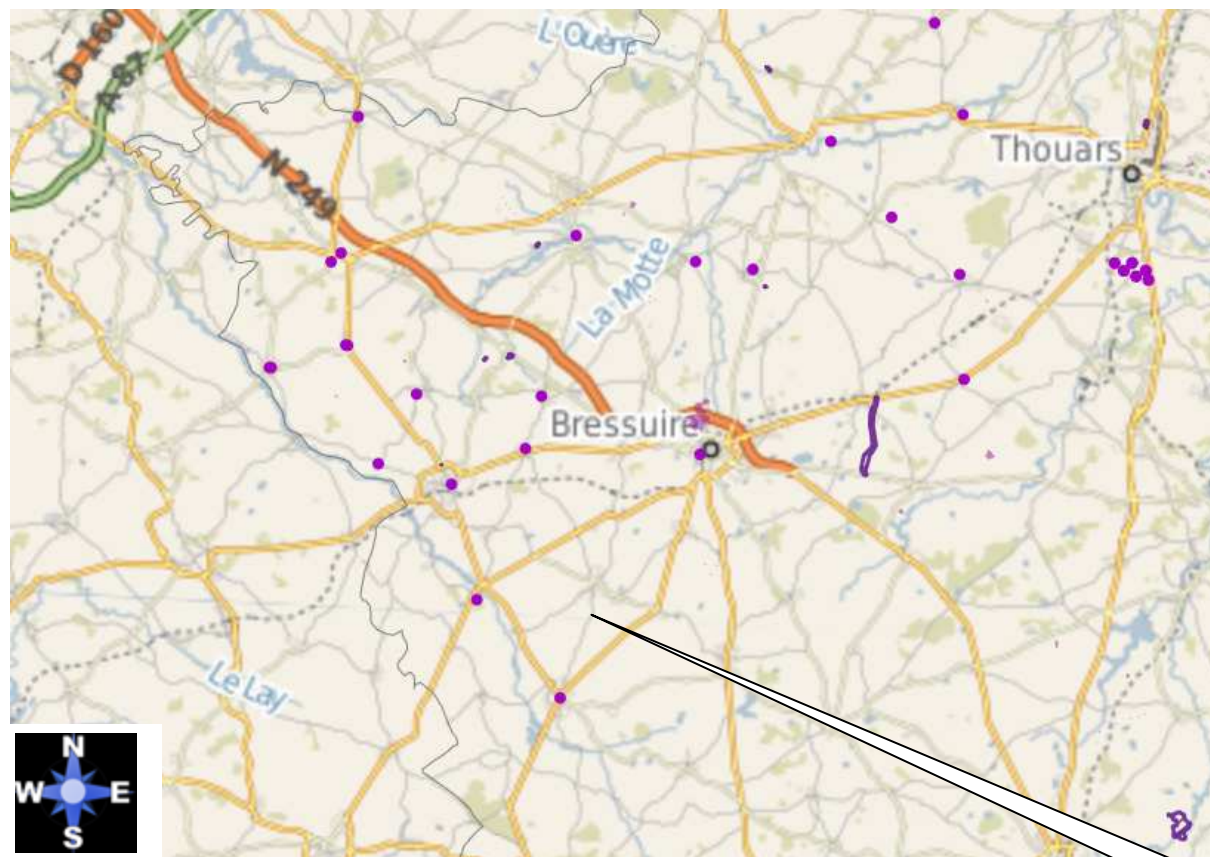 L'Ouère
D 160
A 87
N 249
Thouars
La Motte
Bressuire
Le Lay
N
W E
S